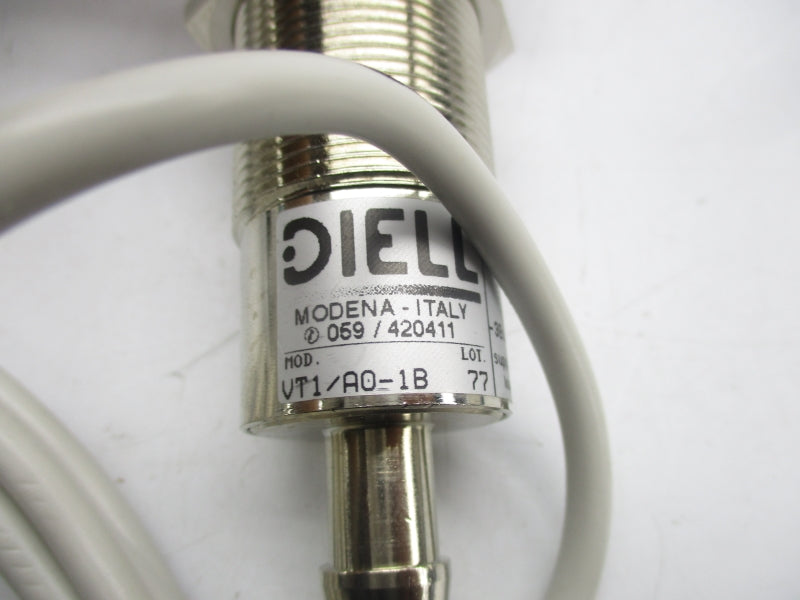 DIELL
MODENA - ITALY
✆ 059 / 420411
MOD. LOT.
VT1/A0-1B 77